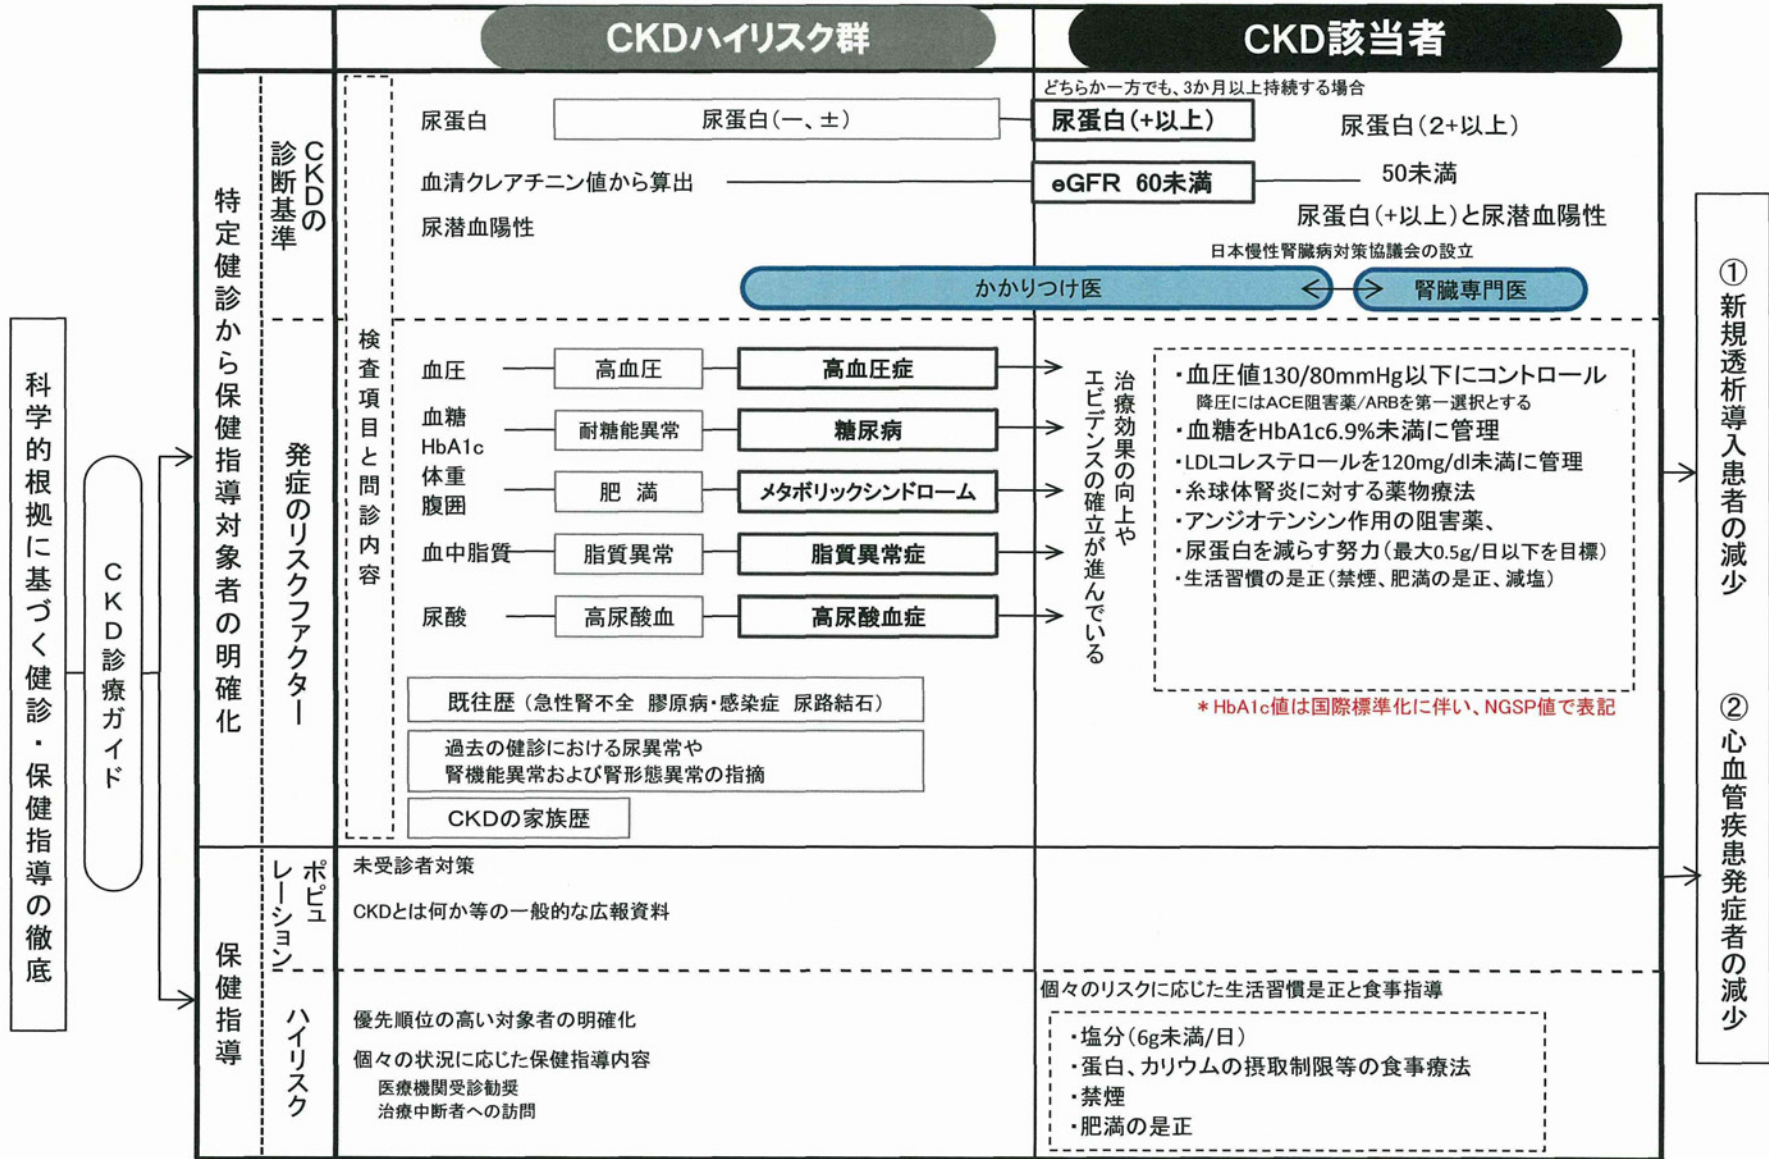 科学的根拠に基づく健診・保健指導の徹底
CKD診療ガイド
CKDハイリスク群
CKD該当者
特定健診から保健指導対象者の明確化
CKDの
診断基準
検査項目と問診内容
どちらか一方でも、3か月以上持続する場合
尿蛋白
尿蛋白(－、±)
尿蛋白(+以上)
尿蛋白(2+以上)
血清クレアチニン値から算出
eGFR 60未満
50未満
尿潜血陽性
尿蛋白(+以上)と尿潜血陽性
日本慢性腎臓病対策協議会の設立
かかりつけ医
腎臓専門医
発症のリスクファクター
血圧
高血圧
高血圧症
血糖
HbA1c
耐糖能異常
糖尿病
体重
腹囲
肥 満
メタボリックシンドローム
血中脂質
脂質異常
脂質異常症
尿酸
高尿酸血
高尿酸血症
治療効果の向上や
エビデンスの確立が進んでいる
・血圧値130/80mmHg以下にコントロール
降圧にはACE阻害薬/ARBを第一選択とする
・血糖をHbA1c6.9%未満に管理
・LDLコレステロールを120mg/dl未満に管理
・糸球体腎炎に対する薬物療法
・アンジオテンシン作用の阻害薬、
・尿蛋白を減らす努力(最大0.5g/日以下を目標)
・生活習慣の是正(禁煙、肥満の是正、減塩)
＊HbA1c値は国際標準化に伴い、NGSP値で表記
既往歴 (急性腎不全 膠原病・感染症 尿路結石)
過去の健診における尿異常や
腎機能異常および腎形態異常の指摘
CKDの家族歴
保健指導
ポピュ
レーション
未受診者対策
CKDとは何か等の一般的な広報資料
ハイリスク
優先順位の高い対象者の明確化
個々の状況に応じた保健指導内容
医療機関受診勧奨
治療中断者への訪問
個々のリスクに応じた生活習慣是正と食事指導
・塩分(6g未満/日)
・蛋白、カリウムの摂取制限等の食事療法
・禁煙
・肥満の是正
①新規透析導入患者の減少
②心血管疾患発症者の減少